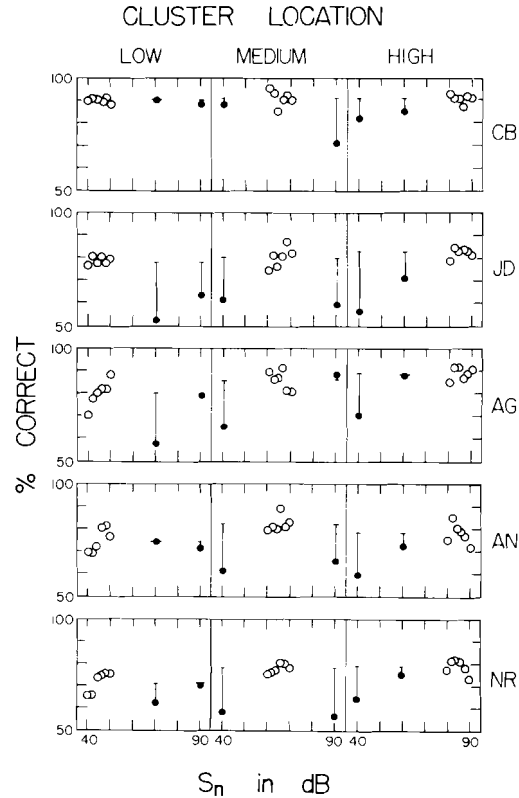 CLUSTER LOCATION
LOW MEDIUM HIGH
100
50
CB
100
50
JD
100
50
AG
100
50
AN
100
50
NR
% CORRECT
40 90 40 90 40 90
Sn in dB